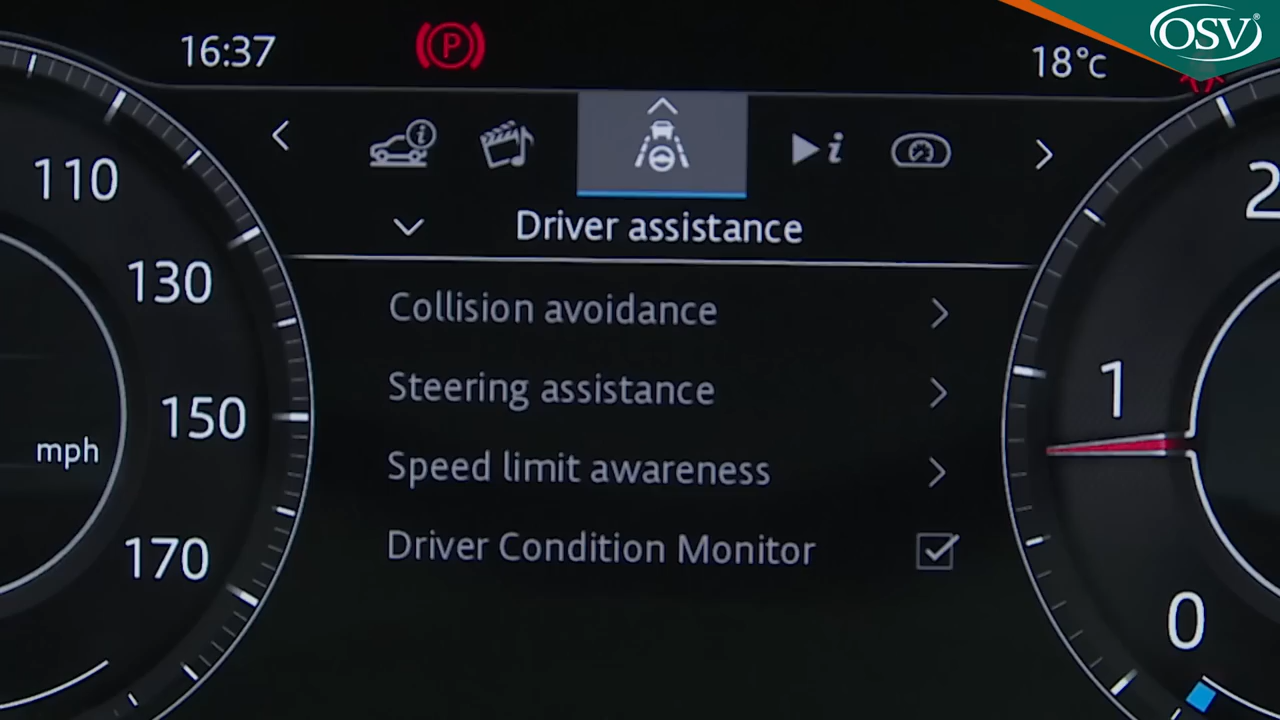 16:37
P
18°c
OSV®
i
i
Driver assistance
110
130
150
170
mph
Collision avoidance
Steering assistance
Speed limit awareness
Driver Condition Monitor
2
1
0